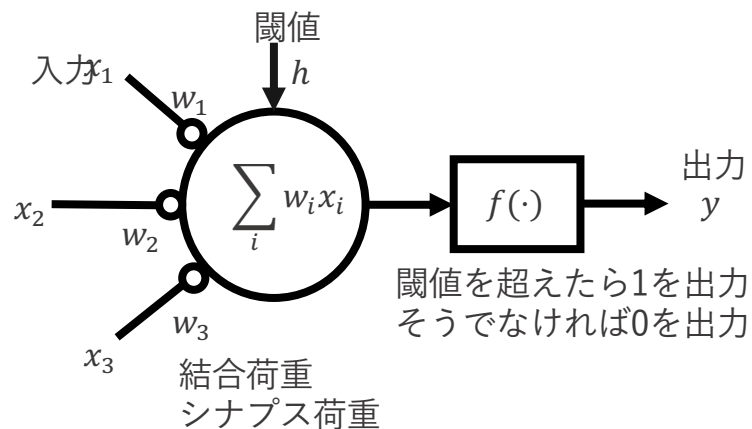 閾値
入力x₁
h
w₁
x₂
w₂
∑ᵢ wᵢxᵢ
f(·)
出力
y
x₃
w₃
閾値を超えたら1を出力
そうでなければ0を出力
結合荷重
シナプス荷重